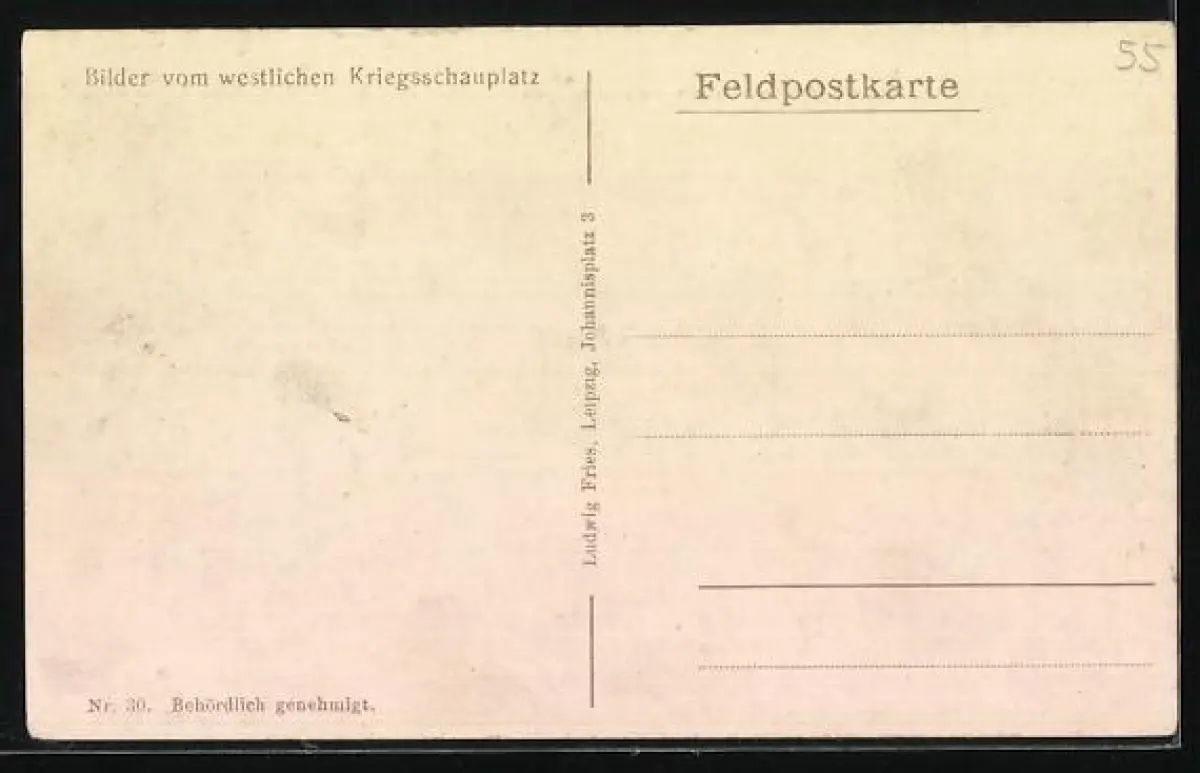 Bilder vom westlichen Kriegsschauplatz
Nr. 30. Behördlich genehmigt.
Ludwig Fries, Leipzig, Johannisplatz 3
Feldpostkarte
55